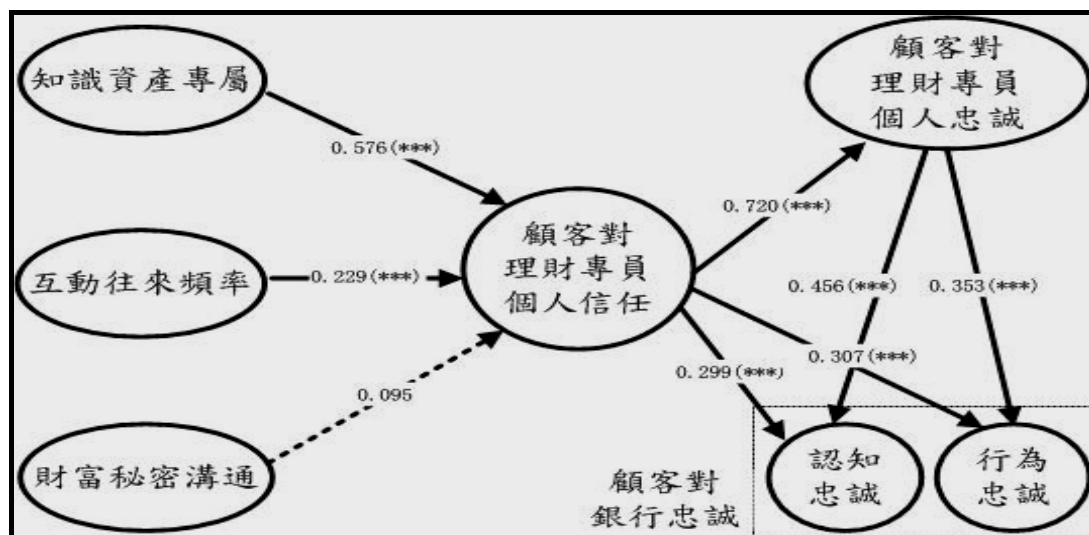 知識資產專屬
0.576(***)
互動往來頻率
0.229(***)
財富秘密溝通
0.095
顧客對
理財專員
個人信任
0.720(***)
顧客對
理財專員
個人忠誠
0.456(***)
0.353(***)
0.307(***)
0.299(***)
顧客對
銀行忠誠
認知
忠誠
行為
忠誠